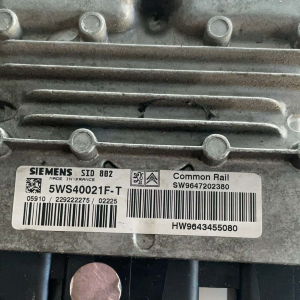 SIEMENS SID 802
MADE IN FRANCE
5WS40021F-T
05910 / 229222275 / 02225
Common Rail
SW9647202380
HW9643455080